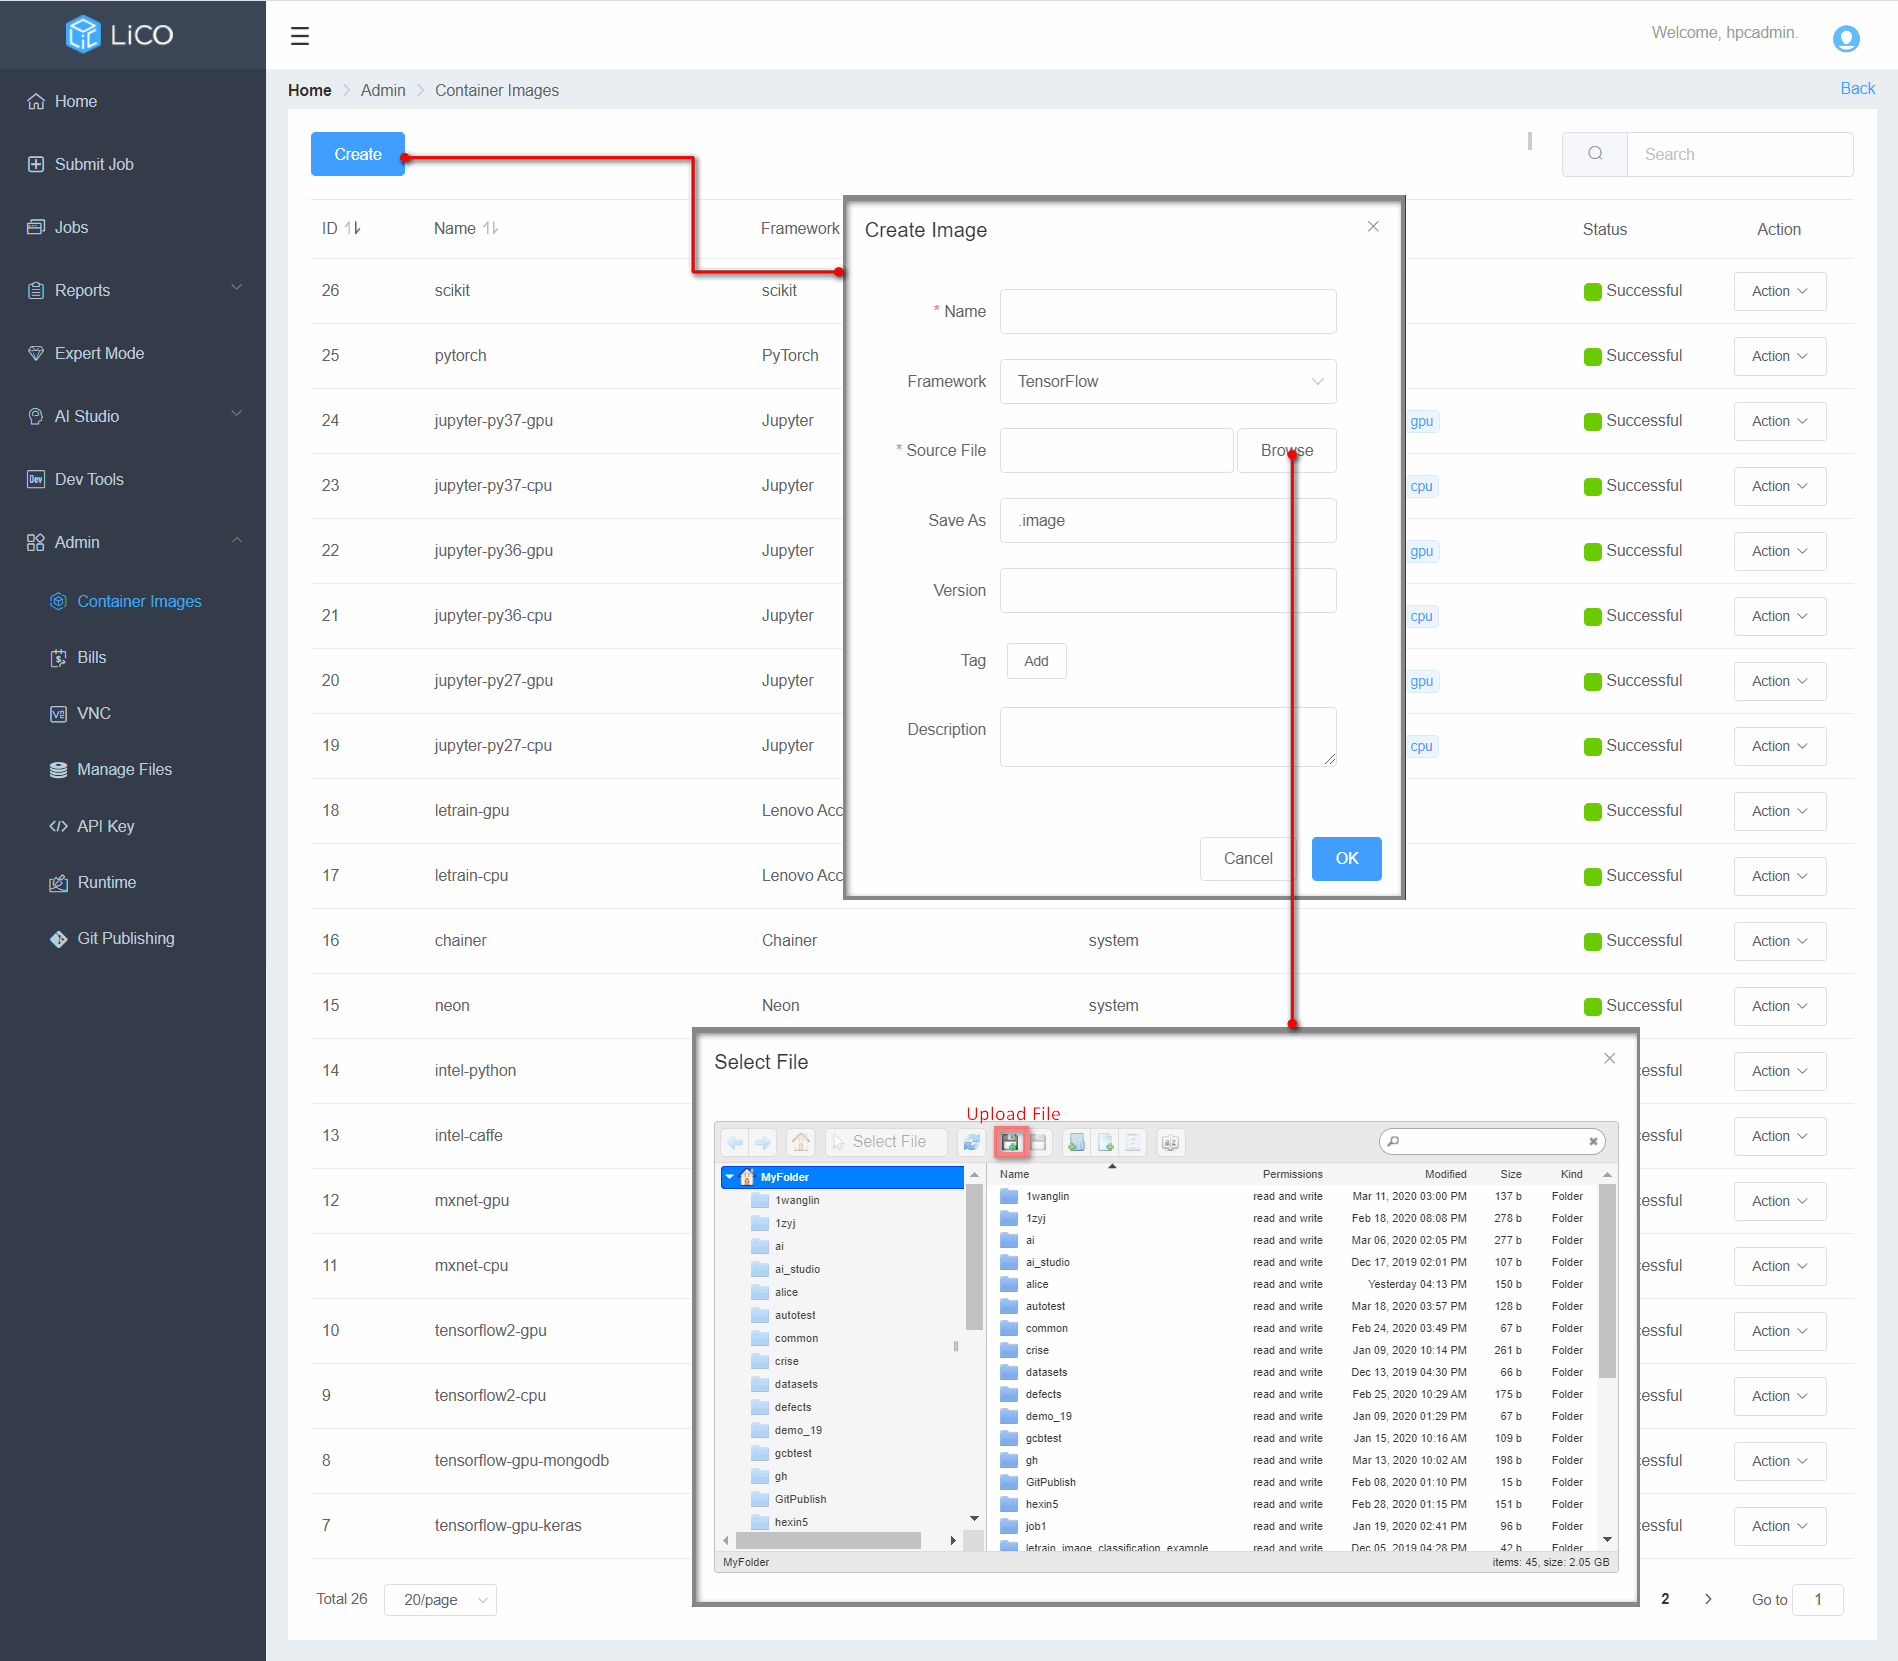 LiCO
Welcome, hpcadmin.
Home
Submit Job
Jobs
Reports
Expert Mode
AI Studio
Dev
Dev Tools
Admin
Container Images
Bills
VNC
Manage Files
API Key
Runtime
Git Publishing
Home Admin Container Images
Back
Create
Search
ID Name Framework Status Action
26 scikit scikit Successful Action
25 pytorch PyTorch Successful Action
24 jupyter-py37-gpu Jupyter gpu Successful Action
23 jupyter-py37-cpu Jupyter cpu Successful Action
22 jupyter-py36-gpu Jupyter gpu Successful Action
21 jupyter-py36-cpu Jupyter cpu Successful Action
20 jupyter-py27-gpu Jupyter gpu Successful Action
19 jupyter-py27-cpu Jupyter cpu Successful Action
18 letrain-gpu Lenovo Acc Successful Action
17 letrain-cpu Lenovo Acc Successful Action
16 chainer Chainer system Successful Action
15 neon Neon system Successful Action
14 intel-python essful Action
13 intel-caffe essful Action
12 mxnet-gpu essful Action
11 mxnet-cpu essful Action
10 tensorflow2-gpu essful Action
9 tensorflow2-cpu essful Action
8 tensorflow-gpu-mongodb essful Action
7 tensorflow-gpu-keras essful Action
Total 26 20/page 2 Go to 1
Create Image
* Name
Framework TensorFlow
* Source File Browse
Save As .image
Version
Tag Add
Description
Cancel OK
Select File
Upload File
Select File
MyFolder
1wanglin
1zyj
ai
ai_studio
alice
autotest
common
crise
datasets
defects
demo_19
gcbtest
gh
GitPublish
hexin5
Name Permissions Modified Size Kind
1wanglin read and write Mar 11, 2020 03:00 PM 137 b Folder
1zyj read and write Feb 18, 2020 08:08 PM 278 b Folder
ai read and write Mar 06, 2020 02:05 PM 277 b Folder
ai_studio read and write Dec 17, 2019 02:01 PM 107 b Folder
alice read and write Yesterday 04:13 PM 150 b Folder
autotest read and write Mar 18, 2020 03:57 PM 128 b Folder
common read and write Feb 24, 2020 03:49 PM 67 b Folder
crise read and write Jan 09, 2020 10:14 PM 261 b Folder
datasets read and write Dec 13, 2019 04:30 PM 66 b Folder
defects read and write Feb 25, 2020 10:29 AM 175 b Folder
demo_19 read and write Jan 09, 2020 01:29 PM 67 b Folder
gcbtest read and write Jan 15, 2020 10:16 AM 109 b Folder
gh read and write Mar 13, 2020 10:02 AM 198 b Folder
GitPublish read and write Feb 08, 2020 01:10 PM 15 b Folder
hexin5 read and write Feb 28, 2020 01:15 PM 151 b Folder
job1 read and write Jan 19, 2020 02:41 PM 96 b Folder
letrain_image_classification_example read and write Dec 05, 2019 04:28 PM 42 b Folder
MyFolder items: 45, size: 2.05 GB